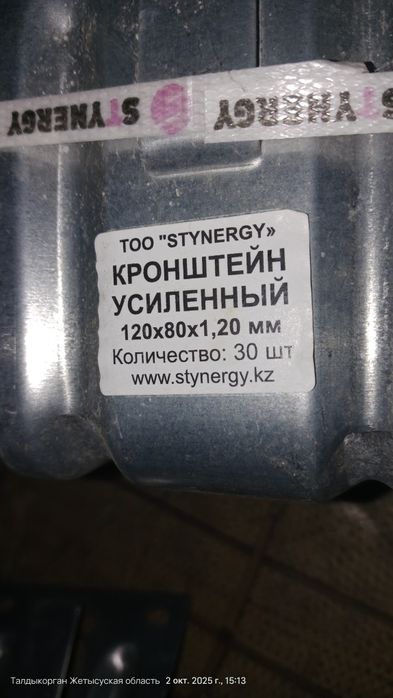 STYNERGY
STYNERGY
ТОО "STYNERGY»
КРОНШТЕЙН
УСИЛЕННЫЙ
120х80х1,20 мм
Количество: 30 шт
www.stynergy.kz
Талдыкорган Жетысуская область 2 окт. 2025 г., 15:13